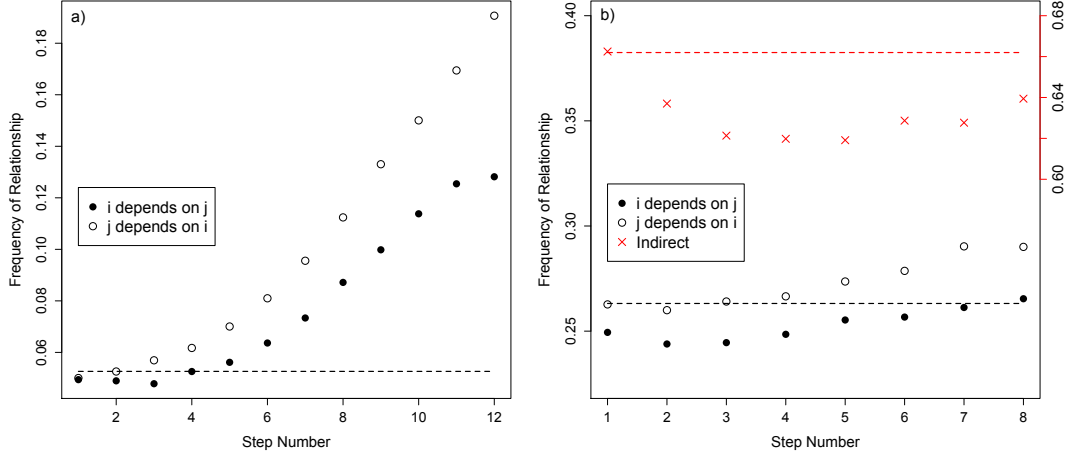 a)
0.18
0.16
0.14
0.12
0.10
0.08
0.06
Frequency of Relationship
i depends on j
j depends on i
2 4 6 8 10 12
Step Number
b)
0.40
0.35
0.30
0.25
Frequency of Relationship
0.68
0.64
0.60
i depends on j
j depends on i
Indirect
1 2 3 4 5 6 7 8
Step Number